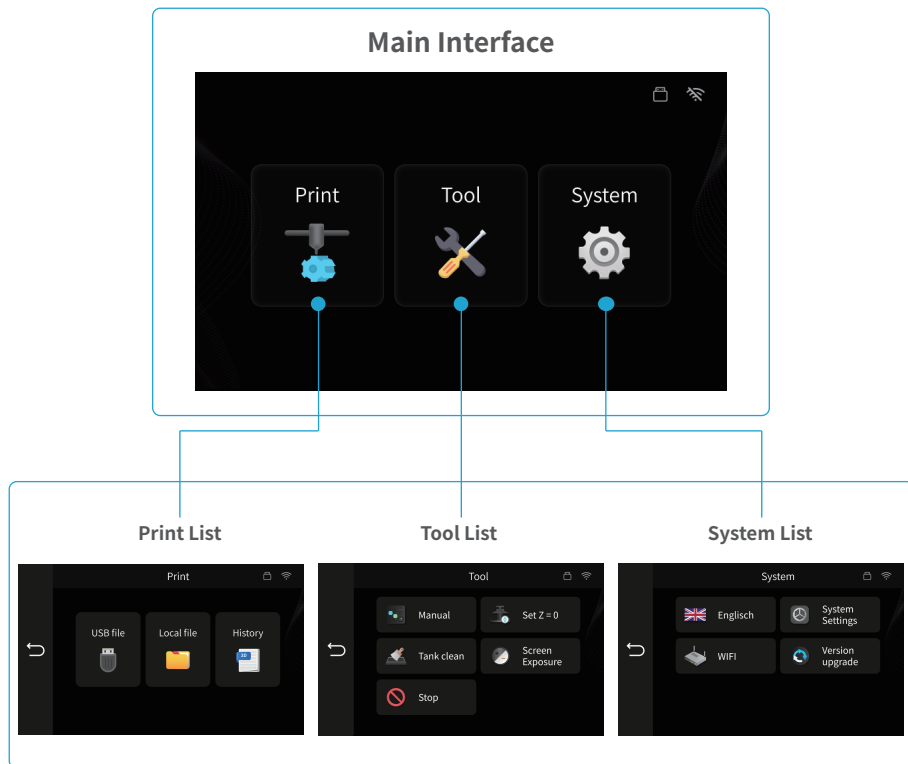 Main Interface
Print
Tool
System
Print List
Tool List
System List
Print
USB file
Local file
History
Tool
Manual
Set Z = 0
Tank clean
Screen
Exposure
Stop
System
Englisch
System
Settings
WIFI
Version
upgrade